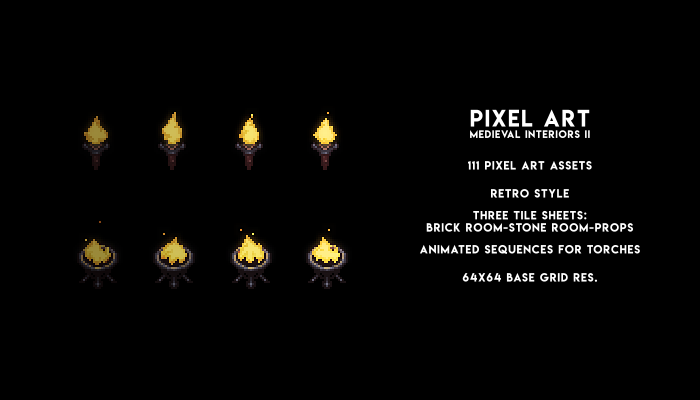 PIXEL ART
MEDIEVAL INTERIORS II
111 PIXEL ART ASSETS
RETRO STYLE
THREE TILE SHEETS:
BRICK ROOM-STONE ROOM-PROPS
ANIMATED SEQUENCES FOR TORCHES
64X64 BASE GRID RES.